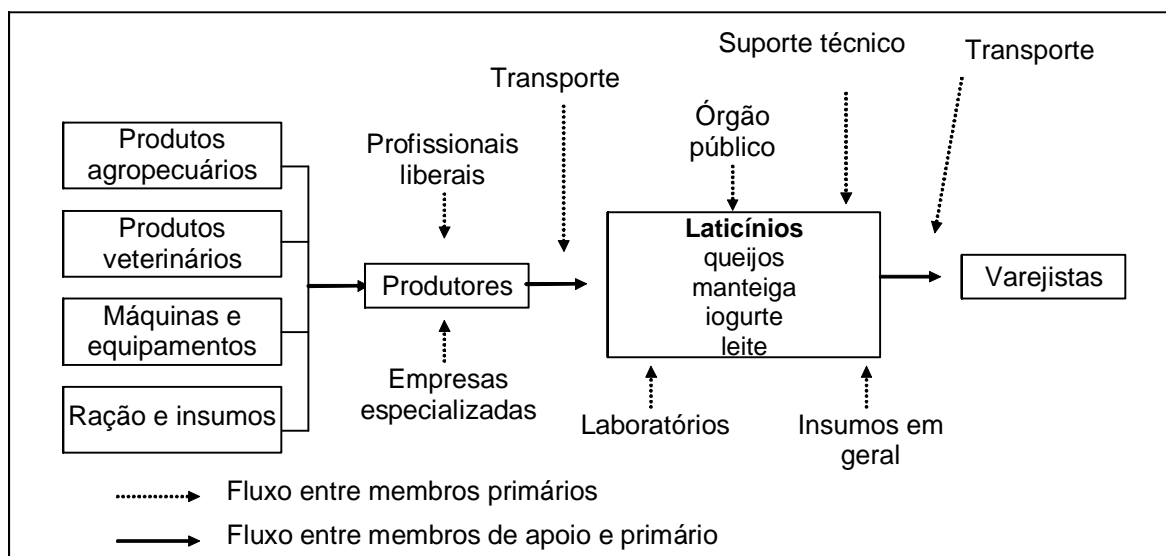 Suporte técnico
Transporte
Transporte
Órgão
público
Produtos
agropecuários
Profissionais
liberais
Produtos
veterinários
Laticínios
queijos
manteiga
iogurte
leite
Produtores
Varejistas
Máquinas e
equipamentos
Empresas
especializadas
Ração e insumos
Laboratórios
Insumos em
geral
Fluxo entre membros primários
Fluxo entre membros de apoio e primário